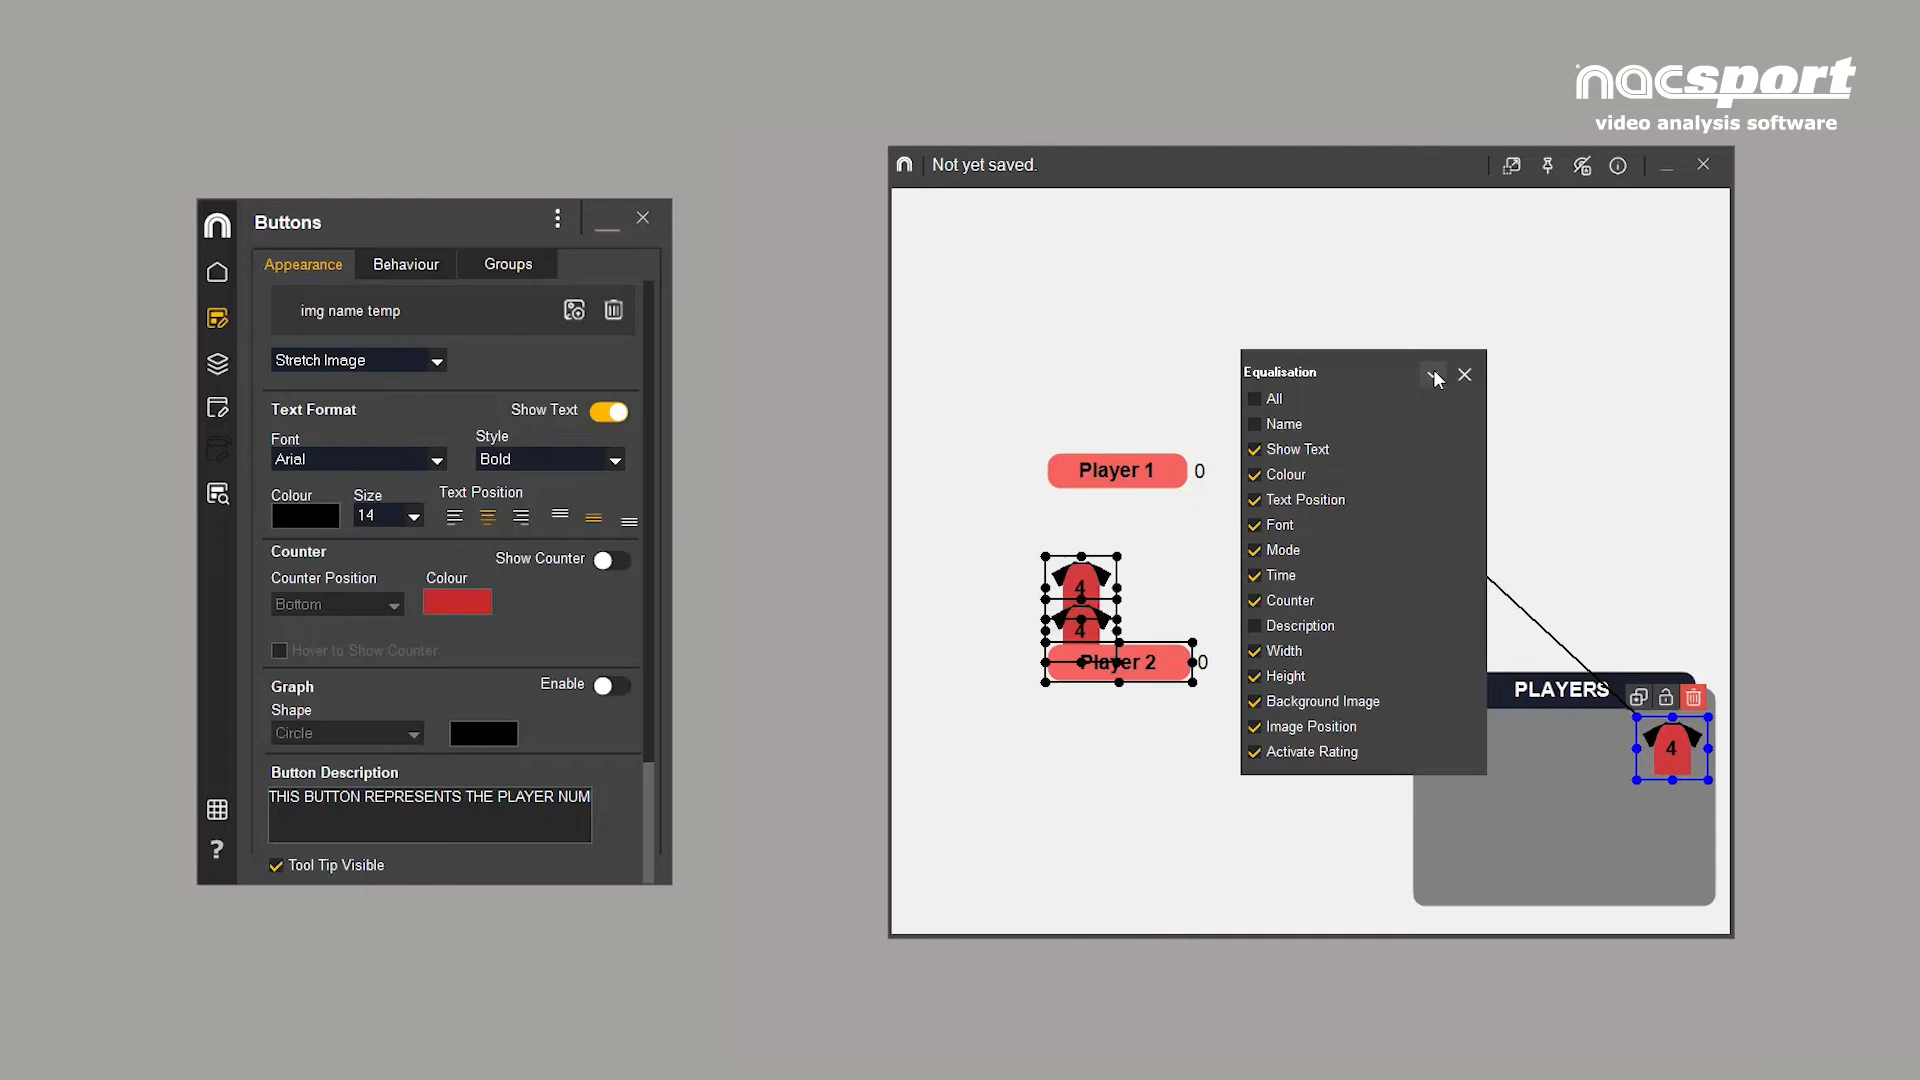 nacsport
video analysis software
Buttons
Appearance
Behaviour
Groups
img name temp
Stretch Image
Text Format
Show Text
Font
Style
Arial
Bold
Colour
Size
Text Position
14
Counter
Show Counter
Counter Position
Colour
Bottom
Hover to Show Counter
Graph
Enable
Shape
Circle
Button Description
THIS BUTTON REPRESENTS THE PLAYER NUM
Tool Tip Visible
?
Not yet saved.
Player 1 0
4
4
Player 2 0
Equalisation
All
Name
Show Text
Colour
Text Position
Font
Mode
Time
Counter
Description
Width
Height
Background Image
Image Position
Activate Rating
PLAYERS
4